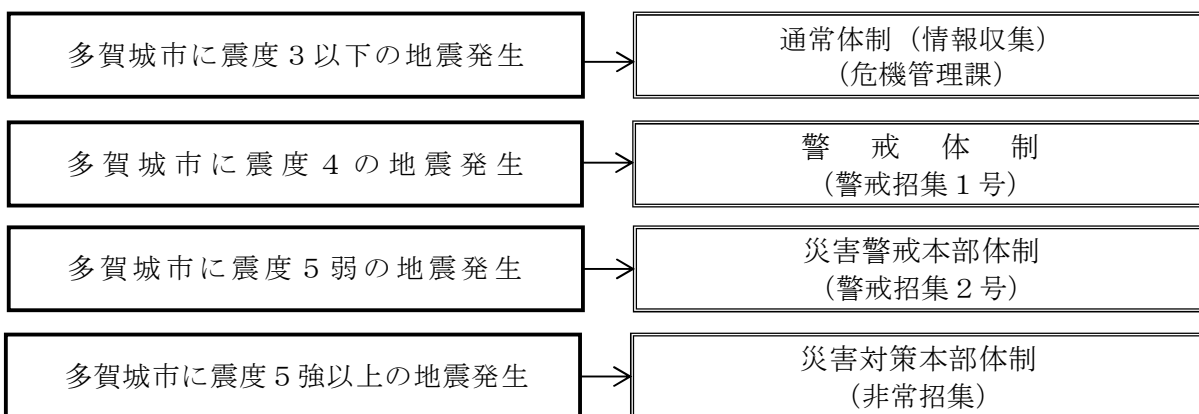 多賀城市に震度３以下の地震発生
通常体制（情報収集）
（危機管理課）
多賀城市に震度４の地震発生
警戒体制
（警戒招集１号）
多賀城市に震度５弱の地震発生
災害警戒本部体制
（警戒招集２号）
多賀城市に震度５強以上の地震発生
災害対策本部体制
（非常招集）